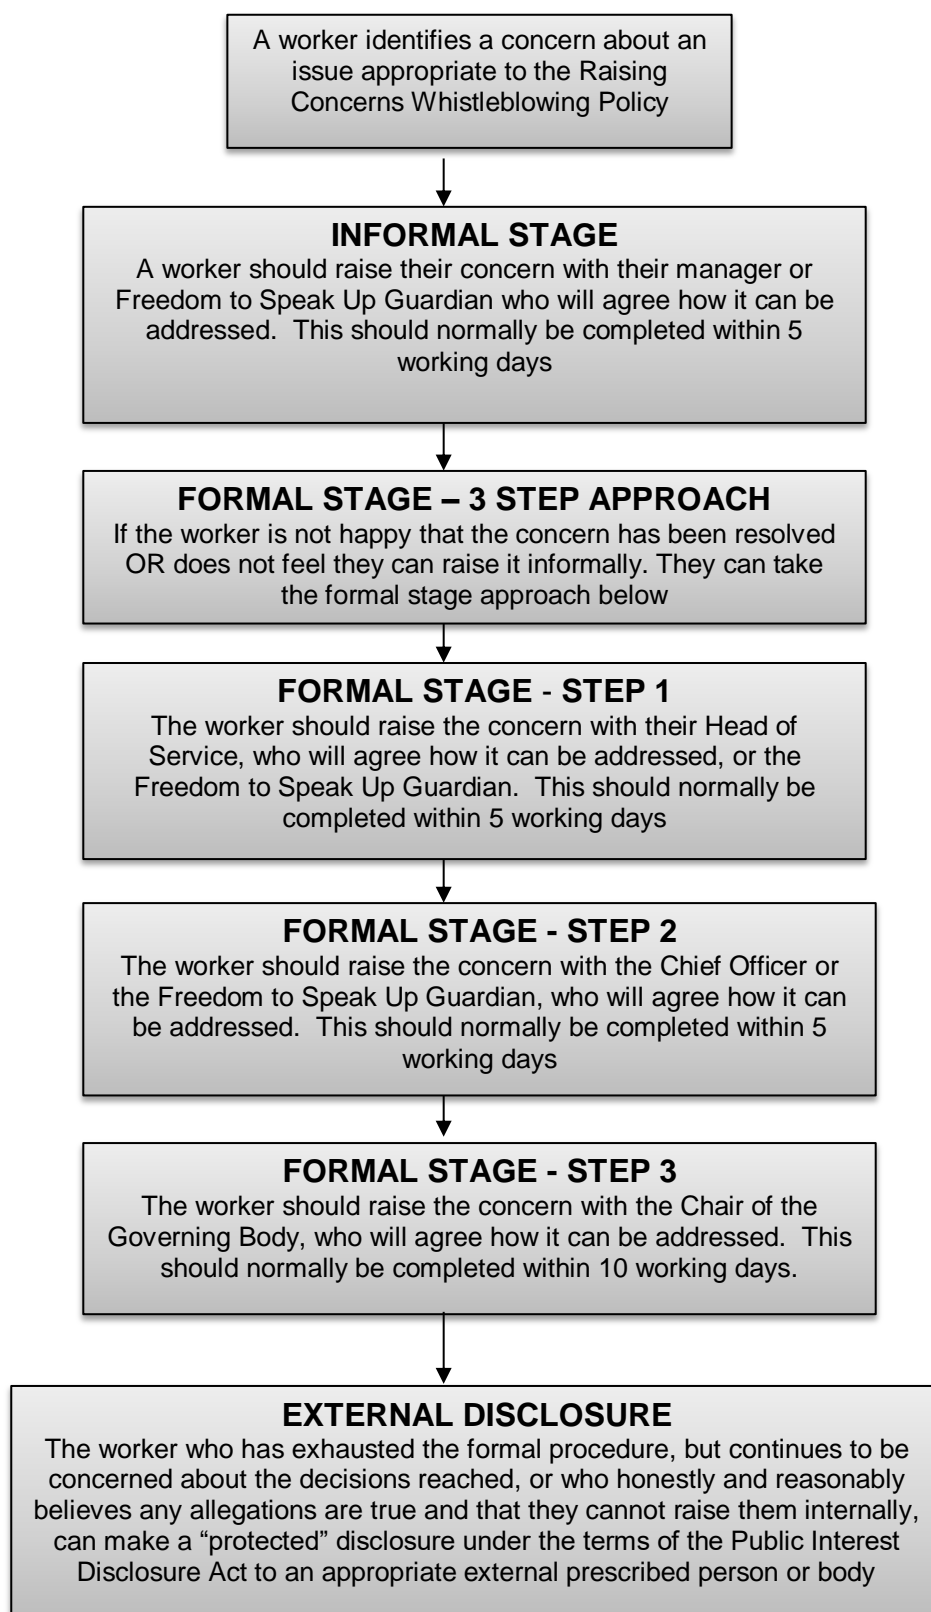 A worker identifies a concern about an
issue appropriate to the Raising
Concerns Whistleblowing Policy
INFORMAL STAGE
A worker should raise their concern with their manager or
Freedom to Speak Up Guardian who will agree how it can be
addressed.  This should normally be completed within 5
working days
FORMAL STAGE – 3 STEP APPROACH
If the worker is not happy that the concern has been resolved
OR does not feel they can raise it informally. They can take
the formal stage approach below
FORMAL STAGE - STEP 1
The worker should raise the concern with their Head of
Service, who will agree how it can be addressed, or the
Freedom to Speak Up Guardian.  This should normally be
completed within 5 working days
FORMAL STAGE - STEP 2
The worker should raise the concern with the Chief Officer or
the Freedom to Speak Up Guardian, who will agree how it can
be addressed.  This should normally be completed within 5
working days
FORMAL STAGE - STEP 3
The worker should raise the concern with the Chair of the
Governing Body, who will agree how it can be addressed.  This
should normally be completed within 10 working days.
EXTERNAL DISCLOSURE
The worker who has exhausted the formal procedure, but continues to be
concerned about the decisions reached, or who honestly and reasonably
believes any allegations are true and that they cannot raise them internally,
can make a “protected” disclosure under the terms of the Public Interest
Disclosure Act to an appropriate external prescribed person or body